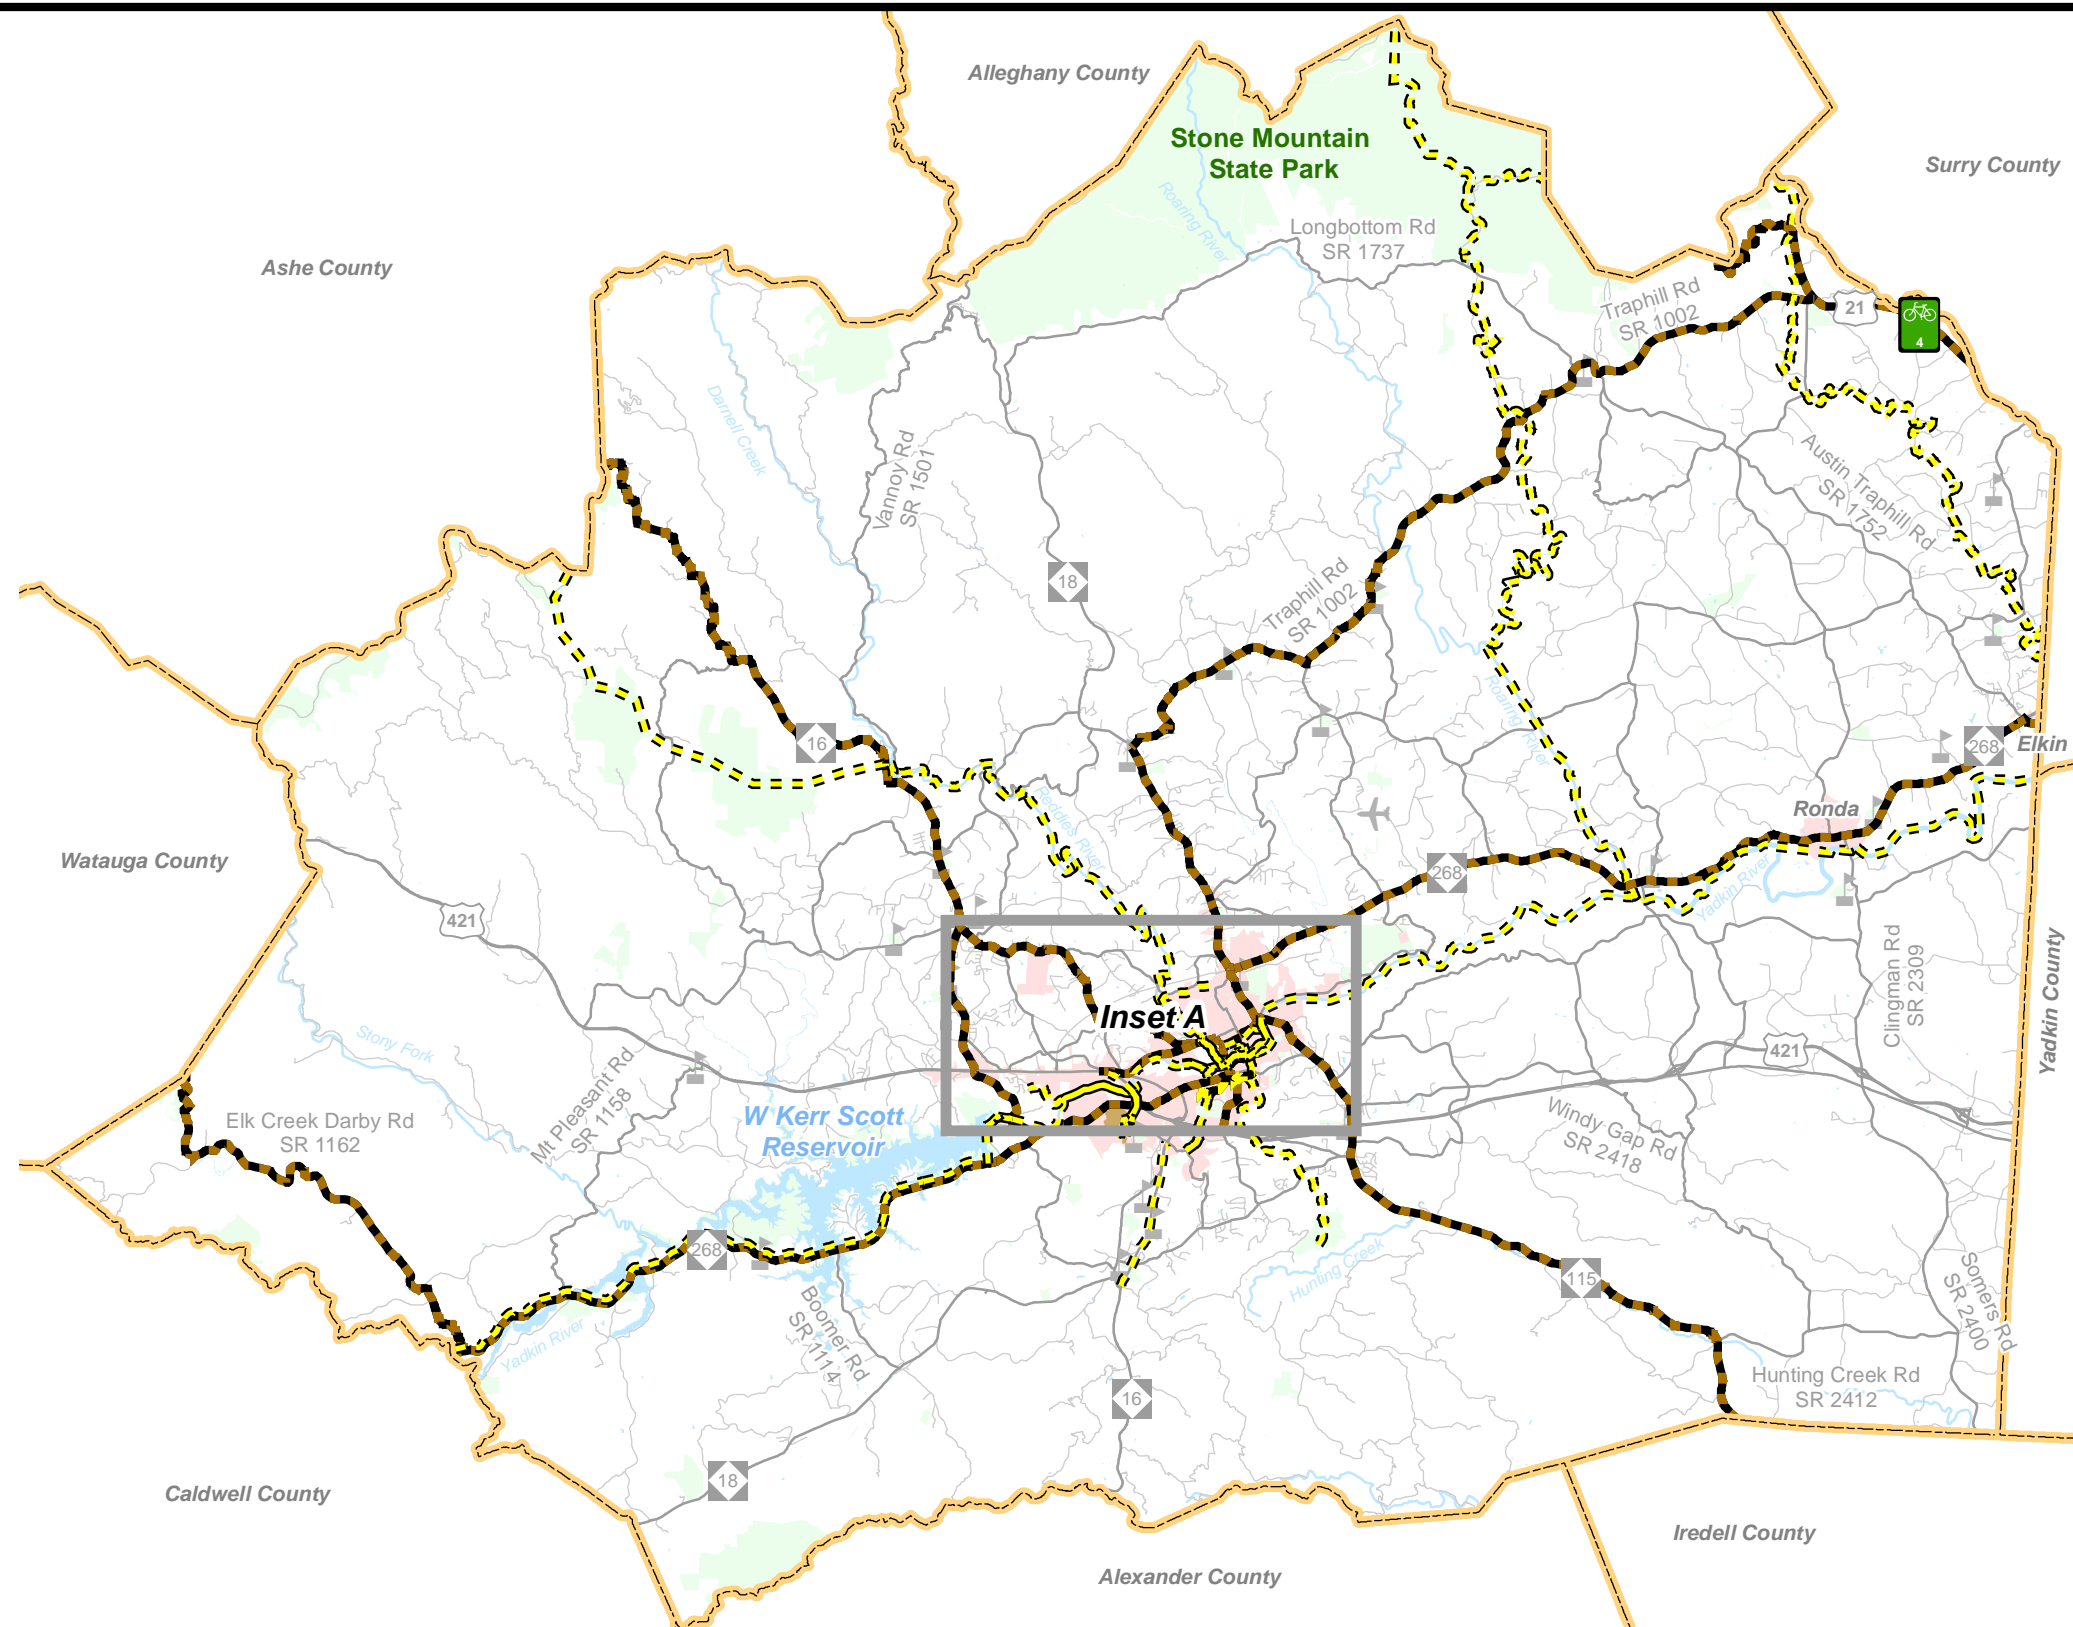 Alleghany County
Stone Mountain
State Park
Surry County
Roaring River
Longbottom Rd
SR 1737
Ashe County
Traphill Rd
SR 1002
21
4
Darnell Creek
Vannoy Rd
SR 1501
Austin Traphill Rd
SR 1752
18
Traphill Rd
SR 1002
Roaring River
16
268
Elkin
Reddies River
Ronda
Watauga County
268
Yadkin River
421
Clingman Rd
SR 2309
Yadkin County
Inset A
Stony Fork
421
Mt Pleasant Rd
SR 1158
Elk Creek Darby Rd
SR 1162
W Kerr Scott
Reservoir
Windy Gap Rd
SR 2418
268
Hunting Creek
115
Somers Rd
SR 2400
Boomer Rd
SR 1114
Yadkin River
Hunting Creek Rd
SR 2412
16
18
Caldwell County
Iredell County
Alexander County